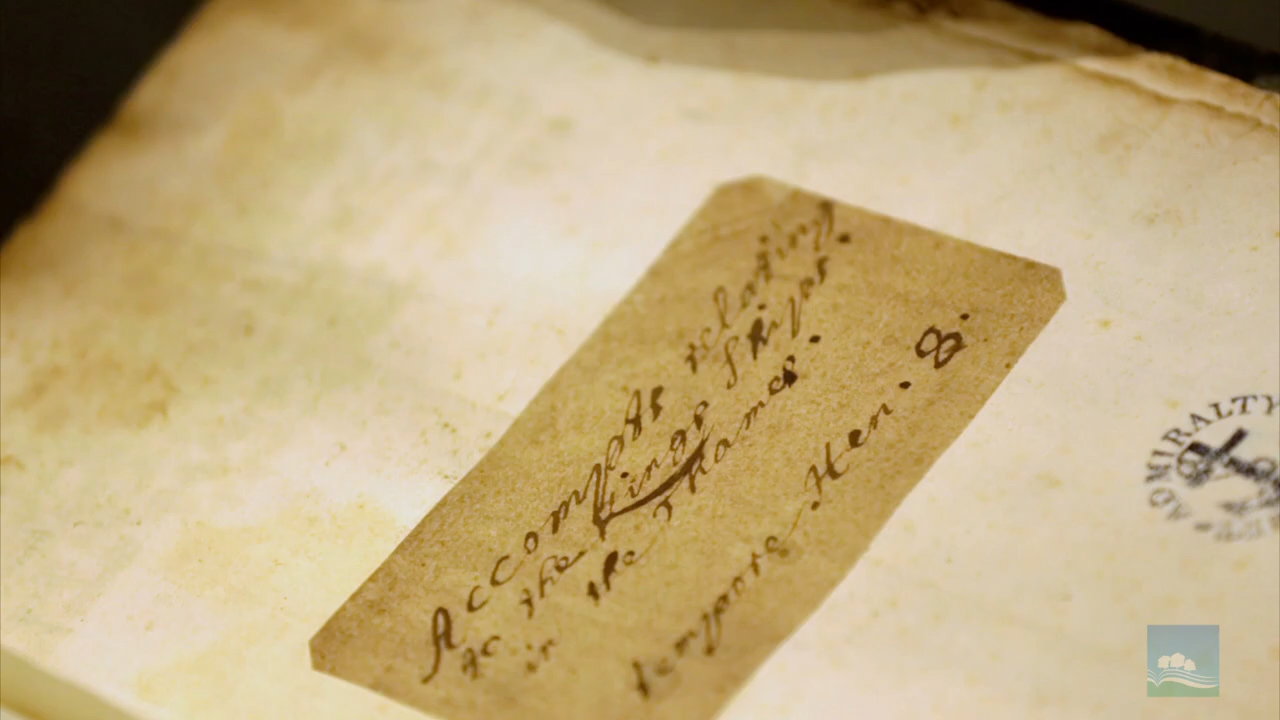 Accompts relating
to the Kings Ships
in the Thames.
tempore Hen. 8.
ADMIRALTY